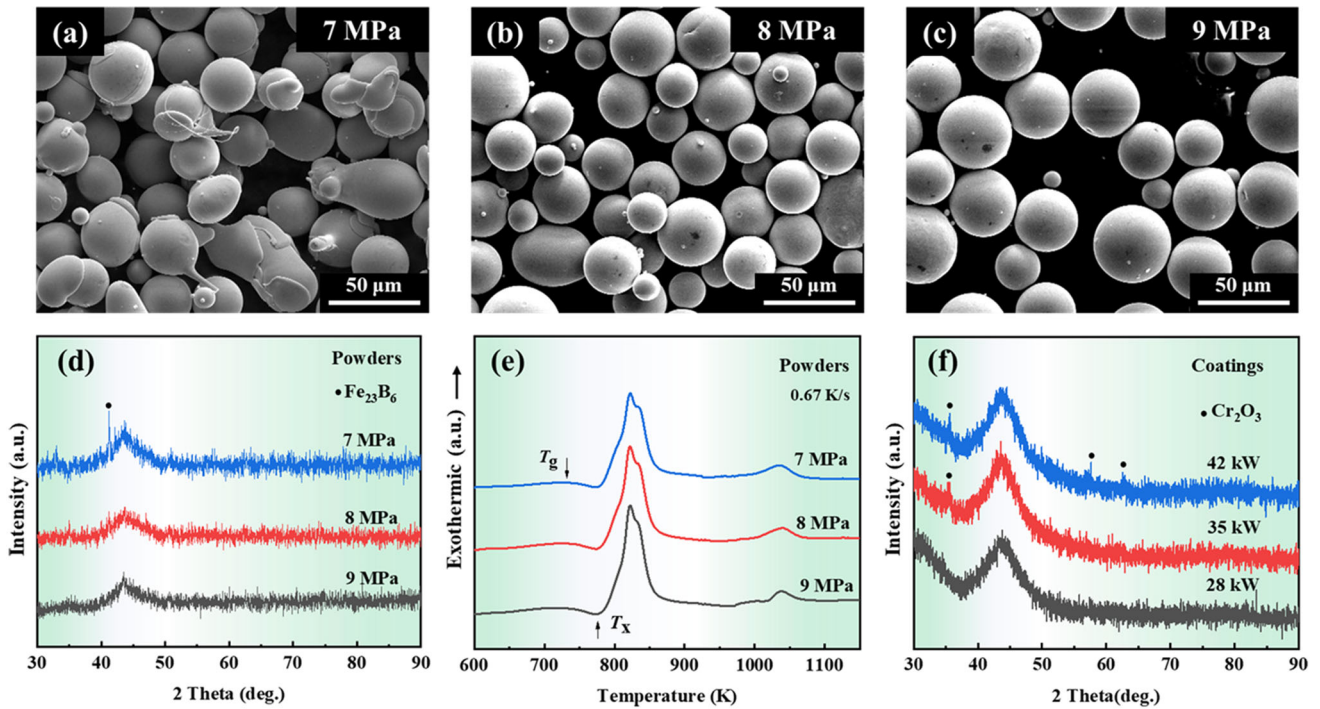 (a) 7 MPa
50 μm
(b) 8 MPa
50 μm
(c) 9 MPa
50 μm
(d) Powders
• Fe23B6
7 MPa
8 MPa
9 MPa
Intensity (a.u.)
30 40 50 60 70 80 90
2 Theta (deg.)
(e) Powders
0.67 K/s
Tg
7 MPa
8 MPa
9 MPa
Tx
Exothermic (a.u.)
600 700 800 900 1000 1100
Temperature (K)
(f) Coatings
• Cr2O3
42 kW
35 kW
28 kW
Intensity (a.u.)
30 40 50 60 70 80 90
2 Theta(deg.)